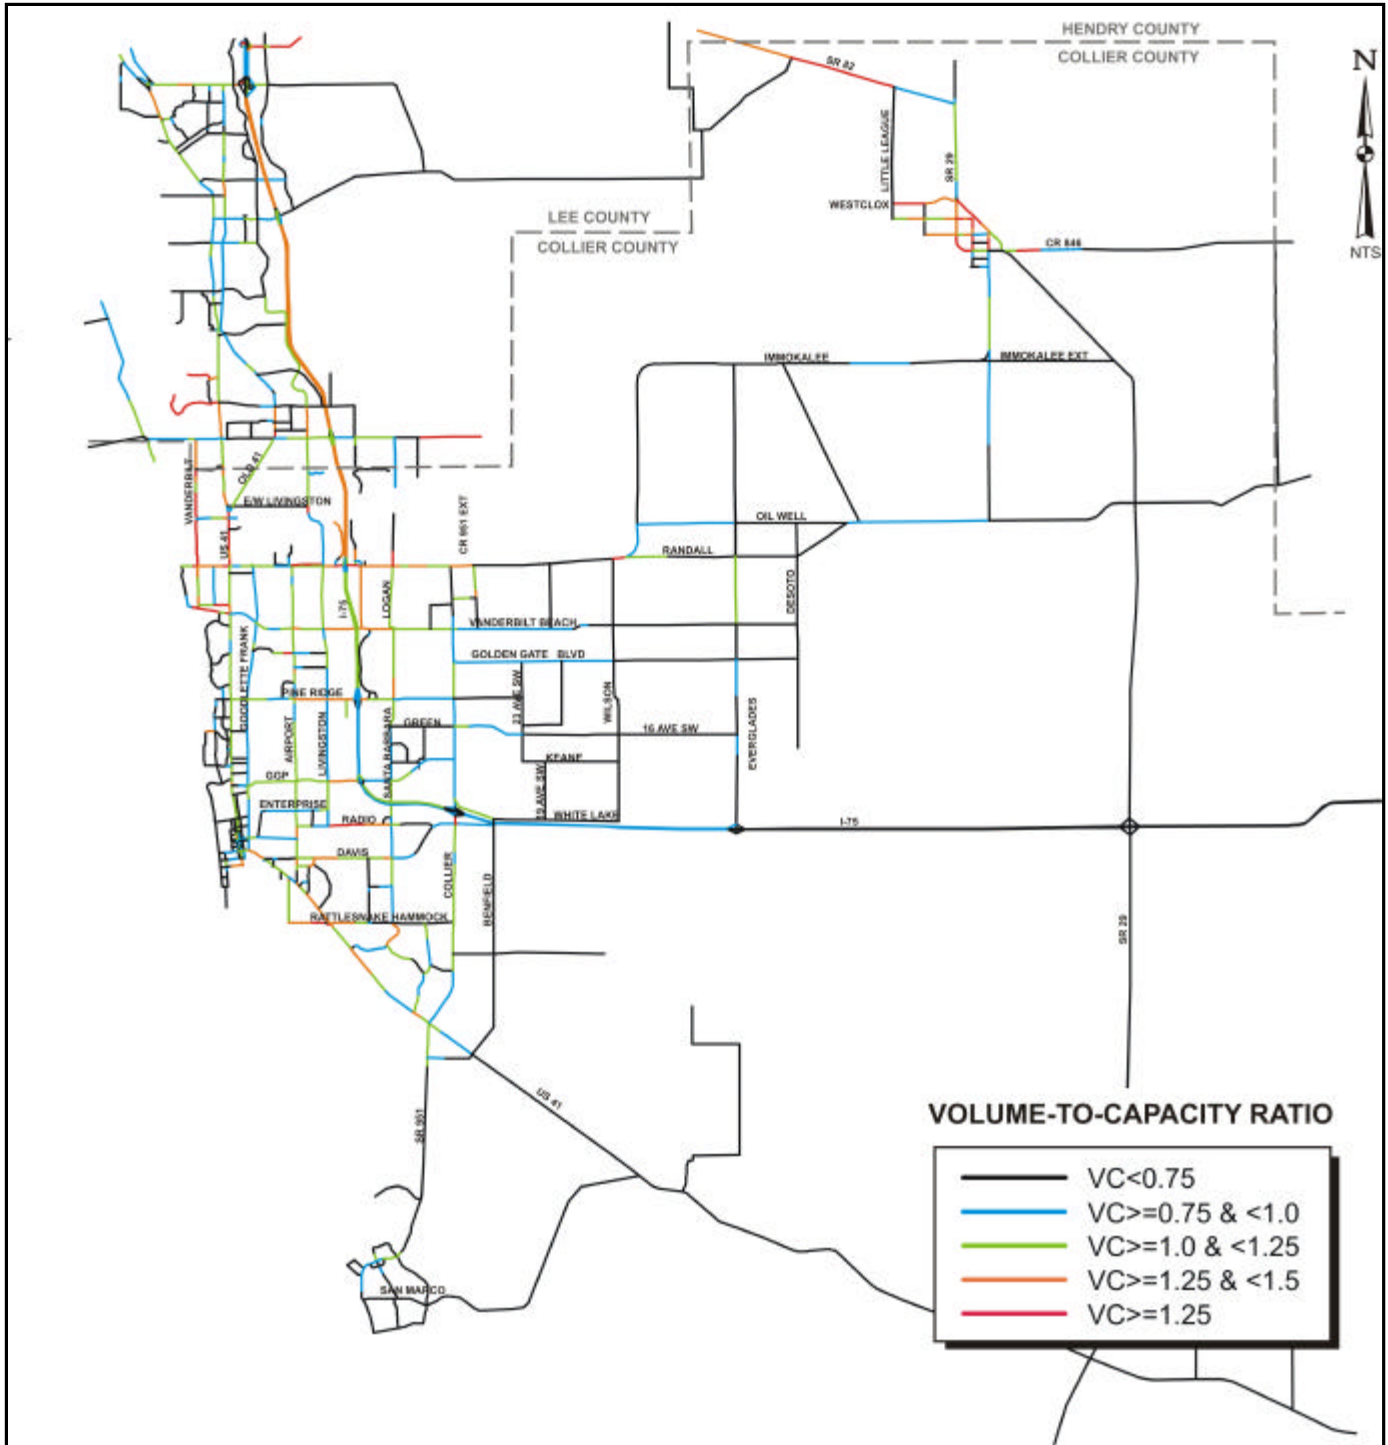 HENDRY COUNTY
COLLIER COUNTY
N
NTS
SR 82
LITTLE LEAGUE
SR 29
WESTCLOX
CR 846
LEE COUNTY
COLLIER COUNTY
IMMOKALEE
IMMOKALEE EXT
OLD 41
VANDERBILT
E/W LIVINGSTON
US 41
CR 951 EXT
OIL WELL
RANDALL
DESOTO
I-75
LOGAN
VANDERBILT BEACH
GOLDEN GATE BLVD
GOODLETTE FRANK
PINE RIDGE
23 AVE SW
WILSON
EVERGLADES
AIRPORT
LIVINGSTON
SANTA BARBARA
GREEN
16 AVE SW
KEANE
GGP
ENTERPRISE
RADIO
WHITE LAKE
I-75
DAVIS
COLLIER
BENFIELD
RATTLESNAKE HAMMOCK
SR 29
US 41
SR 951
SAN MARCO
VOLUME-TO-CAPACITY RATIO
VC<0.75
VC>=0.75 & <1.0
VC>=1.0 & <1.25
VC>=1.25 & <1.5
VC>=1.25